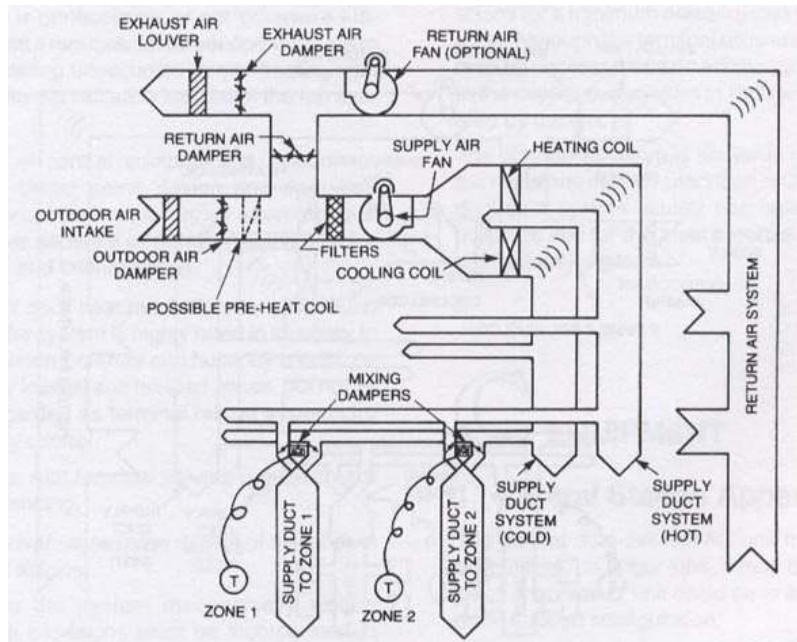 EXHAUST AIR
LOUVER
EXHAUST AIR
DAMPER
RETURN AIR
FAN (OPTIONAL)
RETURN AIR
DAMPER
SUPPLY AIR
FAN
HEATING COIL
OUTDOOR AIR
INTAKE
OUTDOOR AIR
DAMPER
FILTERS
COOLING COIL
POSSIBLE PRE-HEAT COIL
RETURN AIR SYSTEM
MIXING
DAMPERS
SUPPLY DUCT
TO ZONE 1
SUPPLY DUCT
TO ZONE 2
SUPPLY
DUCT
SYSTEM
(COLD)
SUPPLY
DUCT
SYSTEM
(HOT)
T
ZONE 1
T
ZONE 2